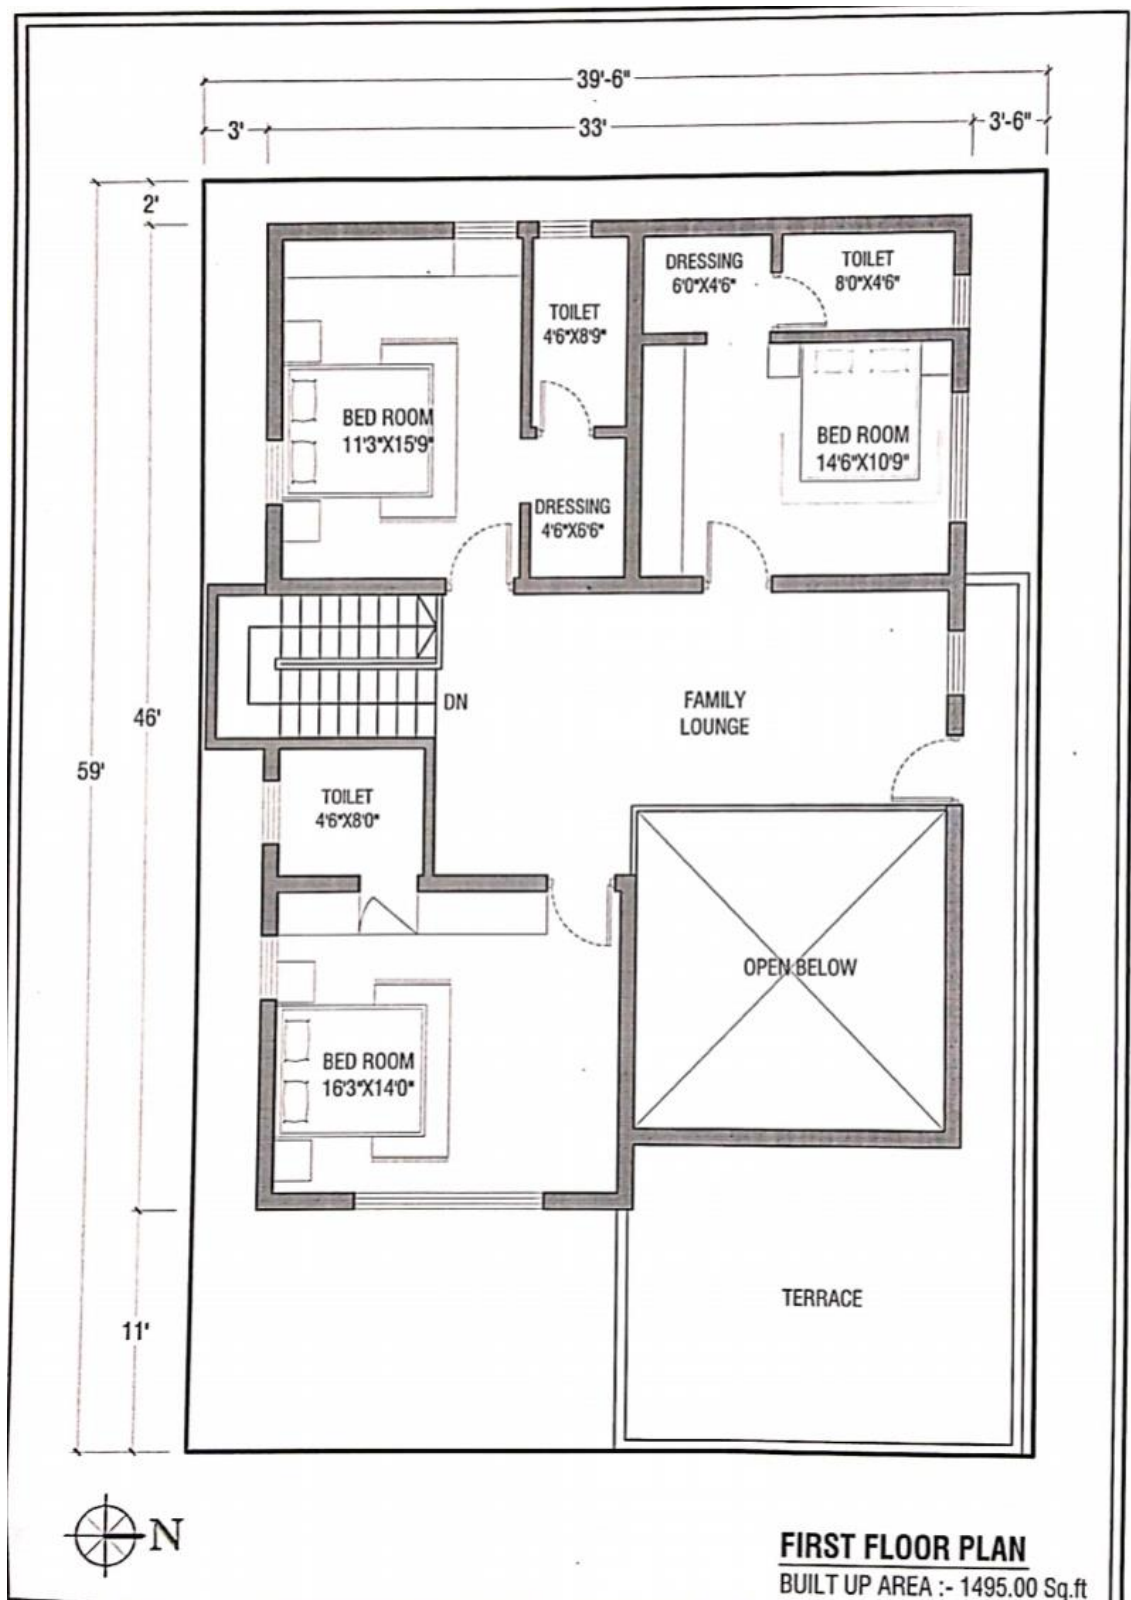 39'-6"
3'
33'
3'-6"
2'
DRESSING
6'0"X4'6"
TOILET
8'0"X4'6"
TOILET
4'6"X8'9"
BED ROOM
11'3"X15'9"
BED ROOM
14'6"X10'9"
DRESSING
4'6"X6'6"
DN
FAMILY
LOUNGE
46'
59'
TOILET
4'6"X8'0"
OPEN BELOW
BED ROOM
16'3"X14'0"
TERRACE
11'
N
FIRST FLOOR PLAN
BUILT UP AREA :- 1495.00 Sq.ft